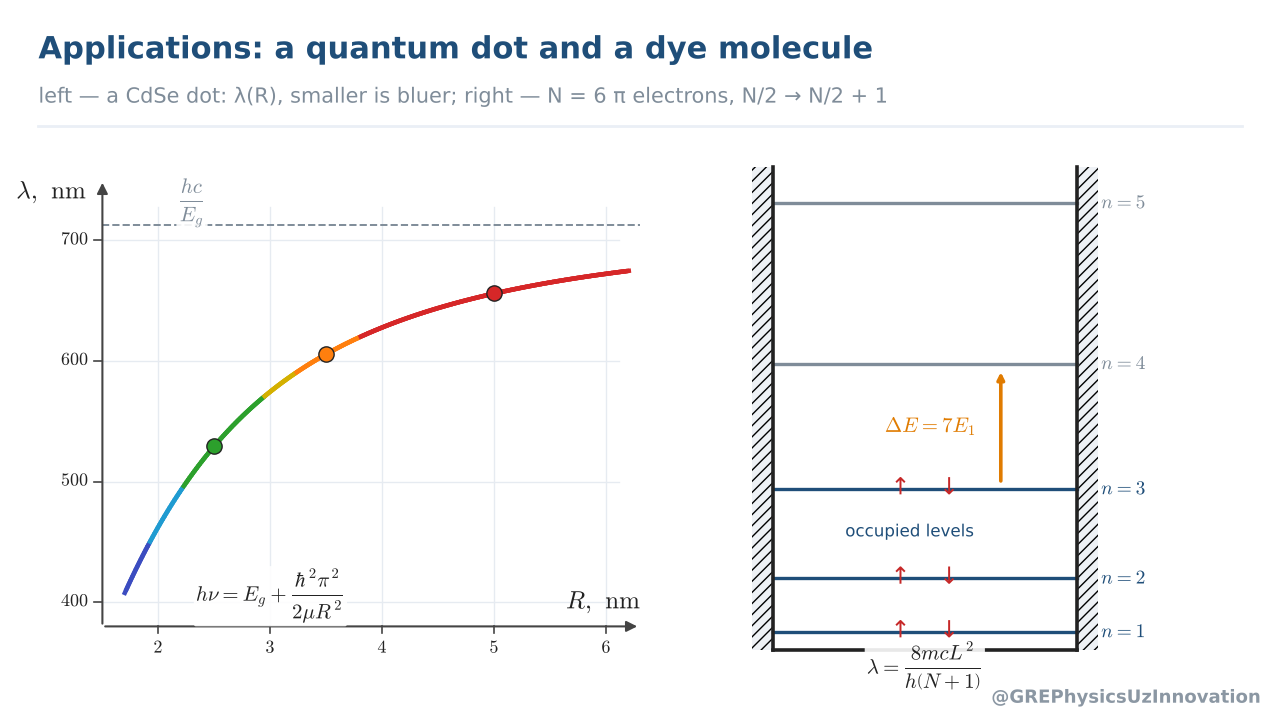 Applications: a quantum dot and a dye molecule
left — a CdSe dot: λ(R), smaller is bluer; right — N = 6 π electrons, N/2 → N/2 + 1
λ, nm
hc/E_g
700
600
500
400
hν = E_g + ħ²π²/2μR²
R, nm
2 3 4 5 6
n = 5
n = 4
ΔE = 7E₁
↑ ↓
n = 3
occupied levels
↑ ↓
n = 2
↑ ↓
n = 1
λ = 8mcL²/h(N + 1)
@GREPhysicsUzInnovation